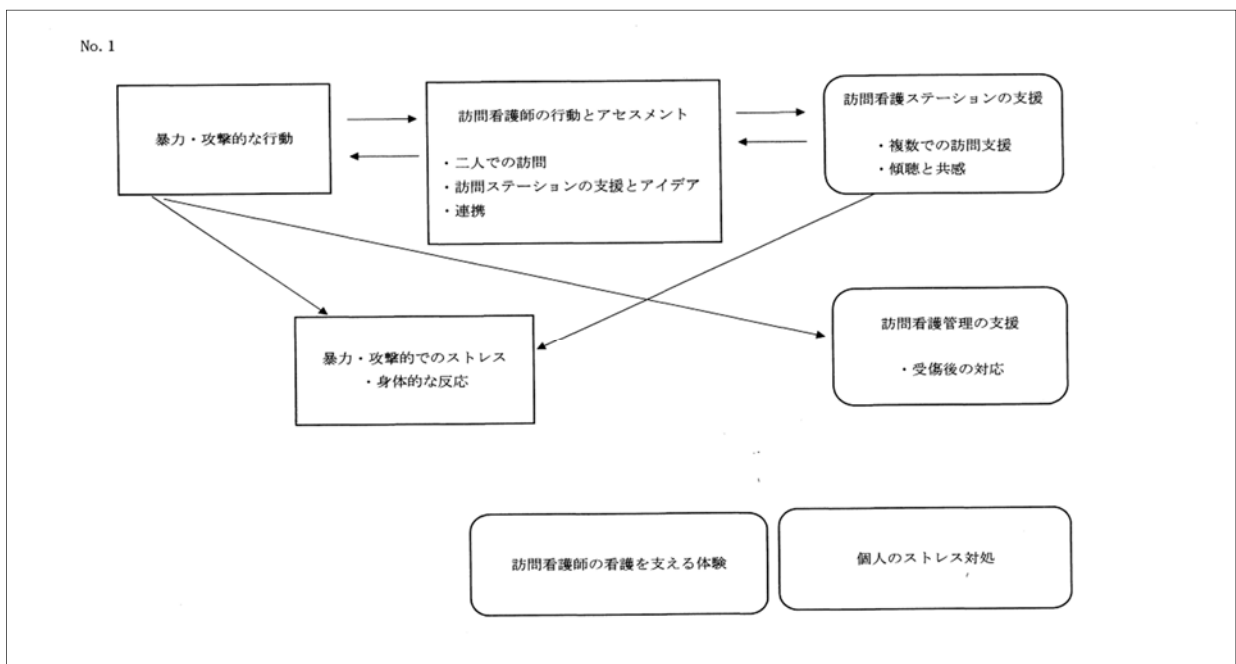 No. 1
暴力・攻撃的な行動
訪問看護師の行動とアセスメント
・二人での訪問
・訪問ステーションの支援とアイデア
・連携
訪問看護ステーションの支援
・複数での訪問支援
・傾聴と共感
暴力・攻撃的でのストレス
・身体的な反応
訪問看護管理の支援
・受傷後の対応
訪問看護師の看護を支える体験
個人のストレス対処